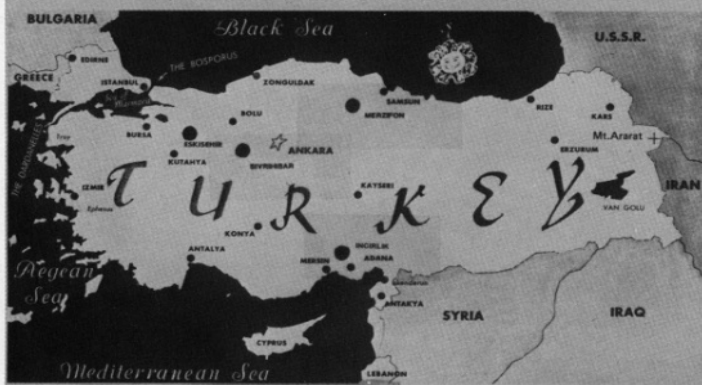 BULGARIA
Black Sea
U.S.S.R.
EDIRNE
THE BOSPORUS
GREECE
ISTANBUL
ZONGULDAK
SAMSUN
RIZE
KARS
Marmara
MERZIFON
BOLU
Mt.Ararat
THE DARDANELLES
Troy
BURSA
ESKISEHIR
ANKARA
ERZURUM
KUTAHYA
SIVRIHISAR
IRAN
IZMIR
TURKEY
KAYSERI
Ephesus
VAN GOLU
KONYA
ANTALYA
INCIRLIK
MERSIN
ADANA
Aegean
Sea
Iskenderun
ANTAKYA
SYRIA
IRAQ
CYPRUS
Mediterranean Sea
LEBANON